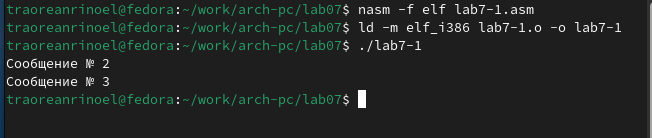 traoreanrinoel@fedora:~/work/arch-pc/lab07$ nasm -f elf lab7-1.asm
traoreanrinoel@fedora:~/work/arch-pc/lab07$ ld -m elf_i386 lab7-1.o -o lab7-1
traoreanrinoel@fedora:~/work/arch-pc/lab07$ ./lab7-1
Сообщение № 2
Сообщение № 3
traoreanrinoel@fedora:~/work/arch-pc/lab07$